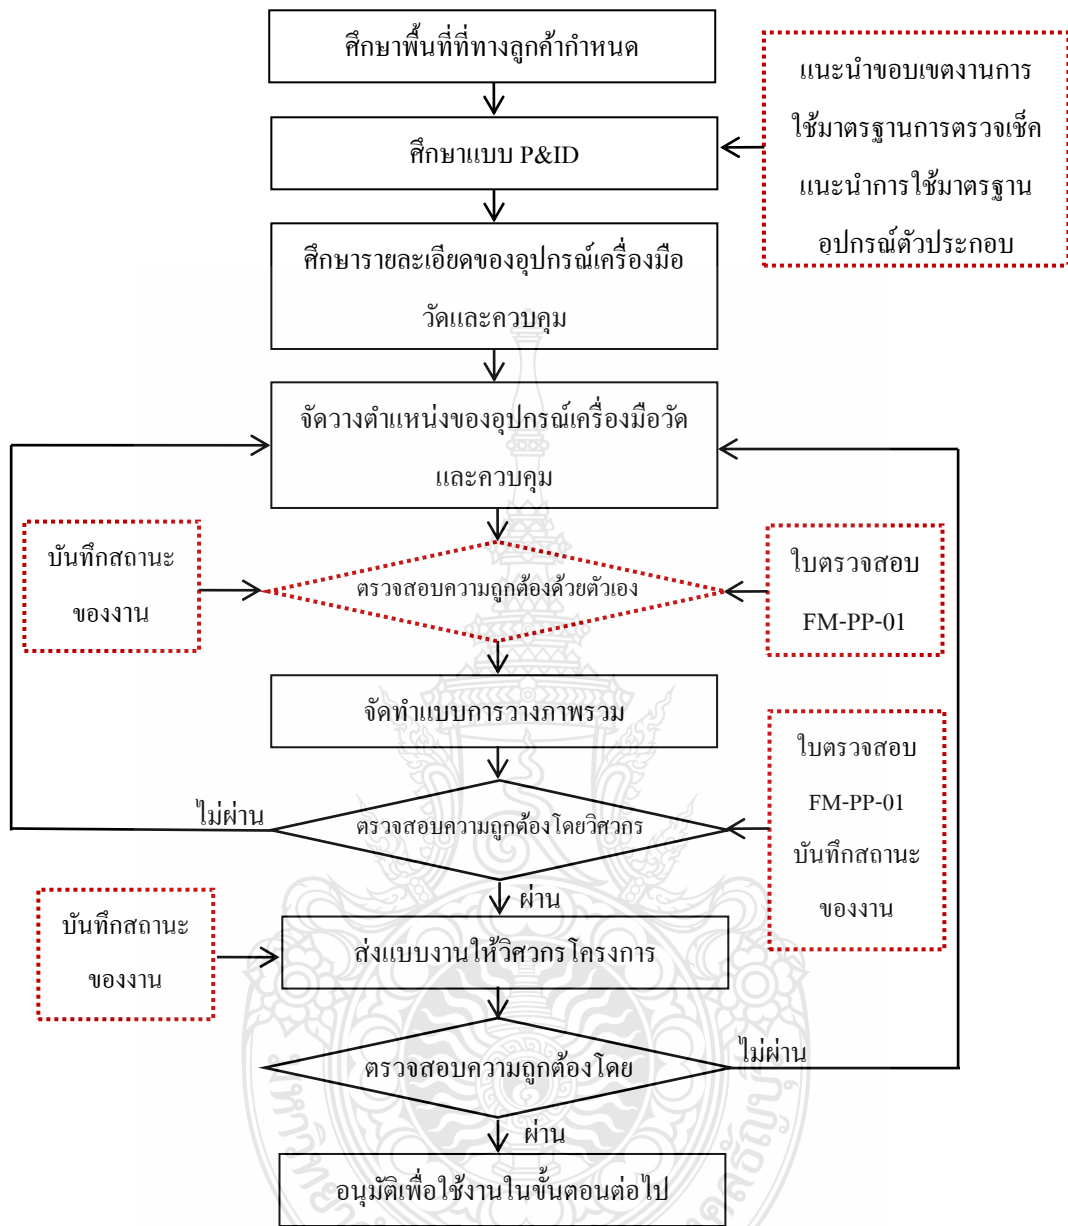 ศึกษาพื้นที่ที่ทางลูกค้ากำหนด
แนะนำขอบเขตงานการ
ใช้มาตรฐานการตรวจเช็ค
แนะนำการใช้มาตรฐาน
อุปกรณ์ตัวประกอบ
ศึกษาแบบ P&ID
ศึกษารายละเอียดของอุปกรณ์เครื่องมือ
วัดและควบคุม
จัดวางตำแหน่งของอุปกรณ์เครื่องมือวัด
และควบคุม
บันทึกสถานะ
ของงาน
ตรวจสอบความถูกต้องด้วยตัวเอง
ใบตรวจสอบ
FM-PP-01
จัดทำแบบการวางภาพรวม
ใบตรวจสอบ
FM-PP-01
บันทึกสถานะ
ของงาน
ไม่ผ่าน
ตรวจสอบความถูกต้องโดยวิศวกร
ผ่าน
บันทึกสถานะ
ของงาน
ส่งแบบงานให้วิศวกรโครงการ
ตรวจสอบความถูกต้องโดย
ไม่ผ่าน
ผ่าน
อนุมัติเพื่อใช้งานในขั้นตอนต่อไป